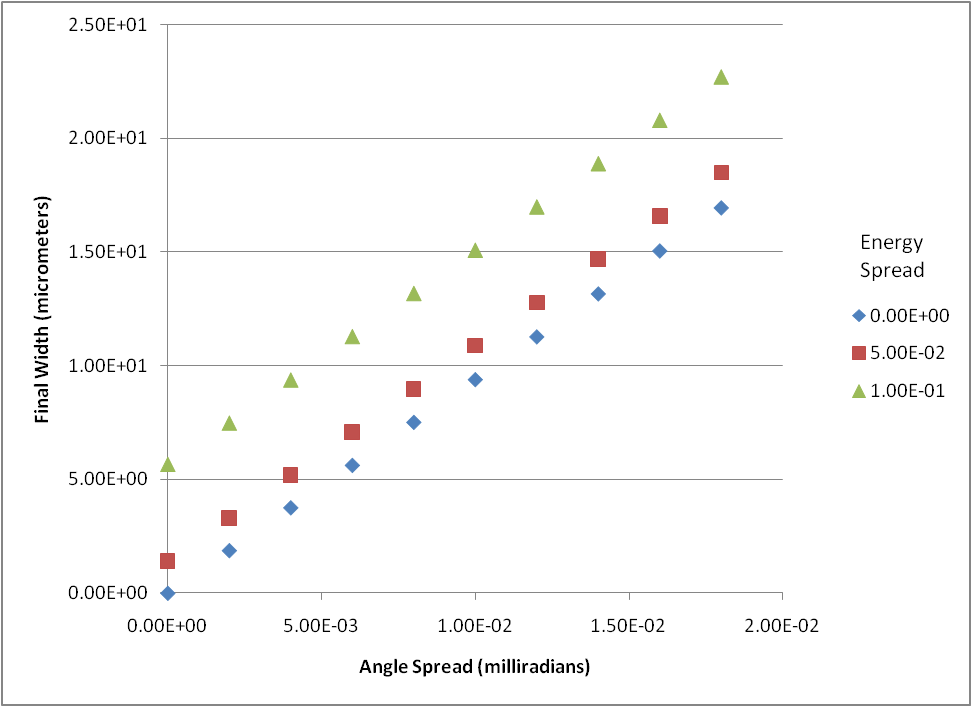 2.50E+01
2.00E+01
1.50E+01
1.00E+01
5.00E+00
0.00E+00
Final Width (micrometers)
0.00E+00
5.00E-03
1.00E-02
1.50E-02
2.00E-02
Angle Spread (milliradians)
Energy
Spread
0.00E+00
5.00E-02
1.00E-01